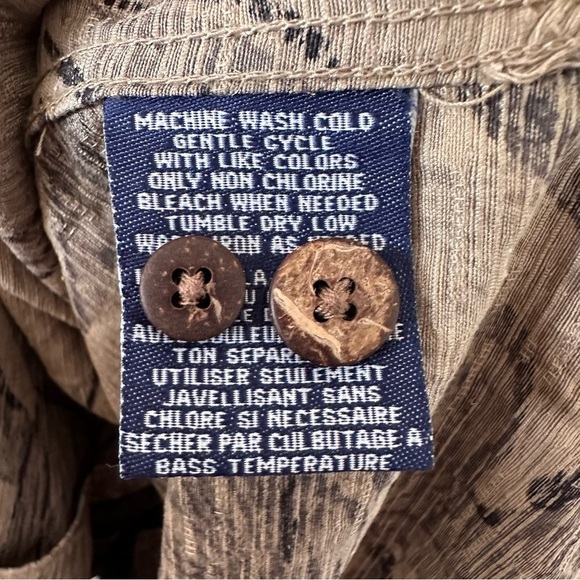 MACHINE WASH COLD
GENTLE CYCLE
WITH LIKE COLORS
ONLY NON CHLORINE
BLEACH WHEN NEEDED
TUMBLE DRY LOW
AS
TON SEPARE
UTILISER SEULEMENT
JAVELLISANT SANS
CHLORE SI NECESSAIRE
SECHER PAR CULBUTAGE A
BASS TEMPERATURE